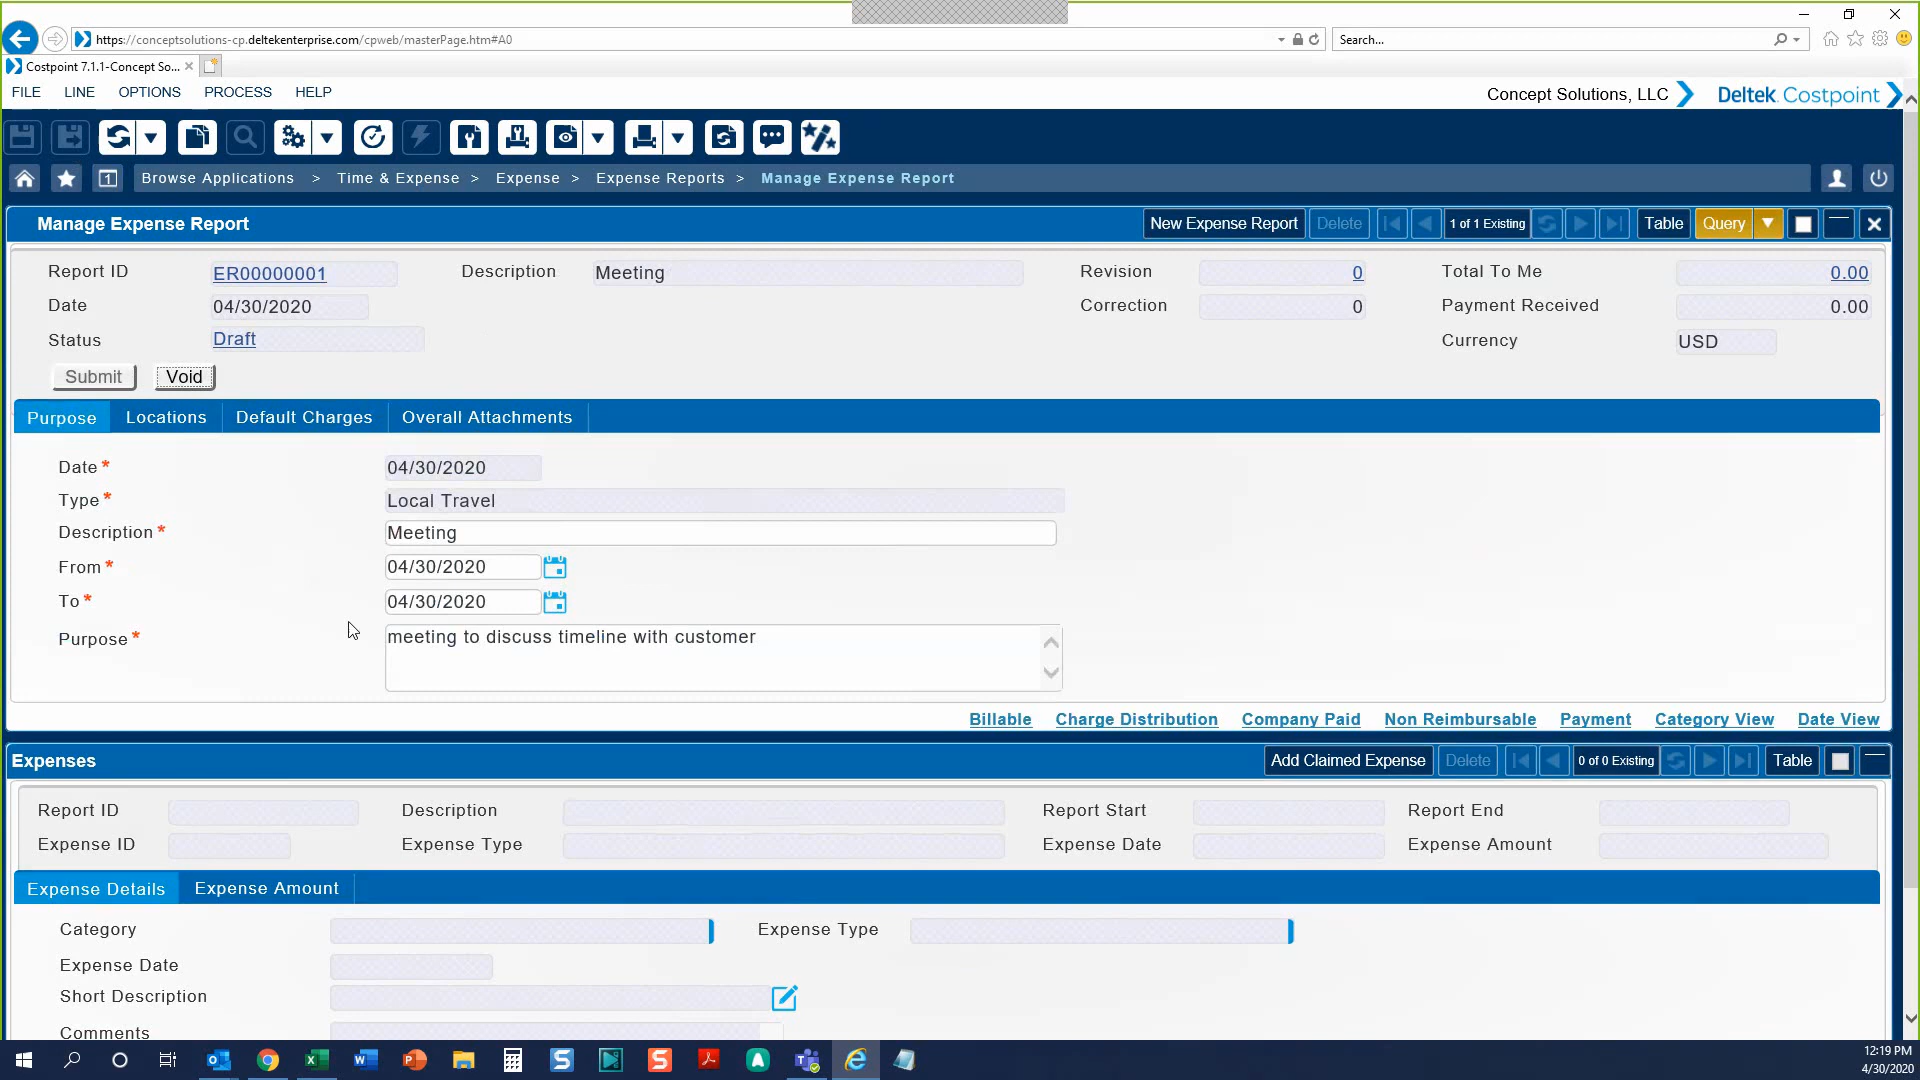 https://conceptsolutions-cp.deltekenterprise.com/cpweb/masterPage.htm#A0
Search...
Costpoint 7.1.1-Concept So...
FILE LINE OPTIONS PROCESS HELP
Concept Solutions, LLC Deltek Costpoint
1 Browse Applications > Time & Expense > Expense > Expense Reports > Manage Expense Report
Manage Expense Report New Expense Report Delete 1 of 1 Existing Table Query
Report ID ER00000001 Description Meeting Revision 0 Total To Me 0.00
Date 04/30/2020 Correction 0 Payment Received 0.00
Status Draft Currency USD
Submit Void
Purpose Locations Default Charges Overall Attachments
Date * 04/30/2020
Type * Local Travel
Description * Meeting
From * 04/30/2020
To * 04/30/2020
Purpose * meeting to discuss timeline with customer
Billable Charge Distribution Company Paid Non Reimbursable Payment Category View Date View
Expenses Add Claimed Expense Delete 0 of 0 Existing Table
Report ID Description Report Start Report End
Expense ID Expense Type Expense Date Expense Amount
Expense Details Expense Amount
Category Expense Type
Expense Date
Short Description
Comments
12:19 PM
4/30/2020